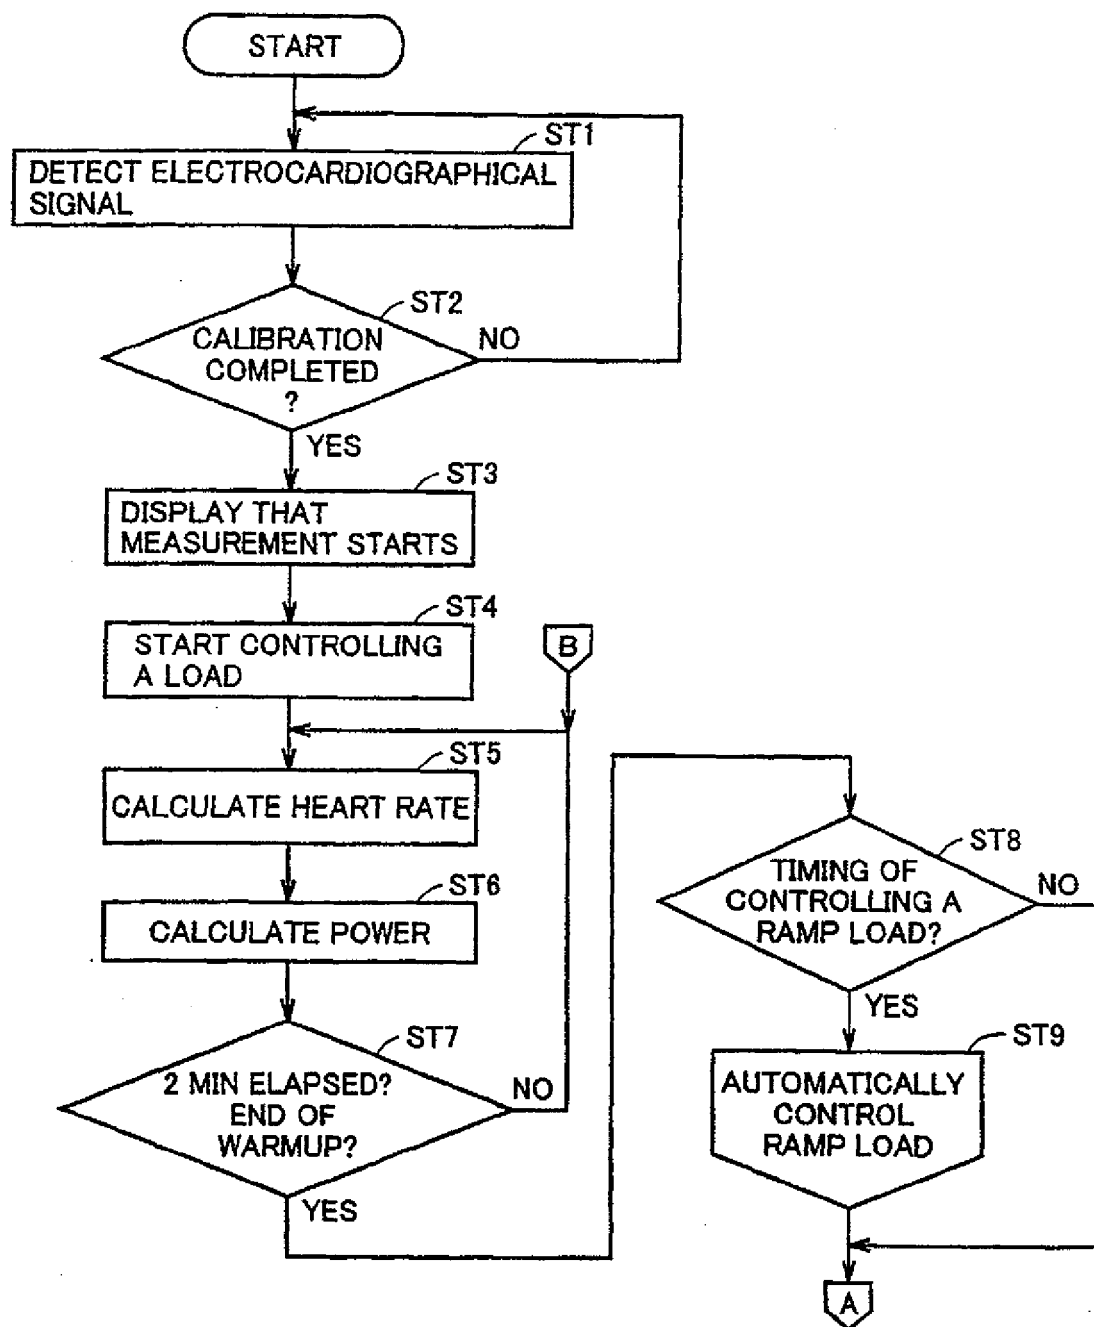 START
ST1
DETECT ELECTROCARDIOGRAPHICAL
SIGNAL
ST2
CALIBRATION
COMPLETED
?
NO
YES
ST3
DISPLAY THAT
MEASUREMENT STARTS
ST4
START CONTROLLING
A LOAD
B
ST5
CALCULATE HEART RATE
ST6
CALCULATE POWER
ST7
2 MIN ELAPSED?
END OF
WARMUP?
NO
YES
ST8
TIMING OF
CONTROLLING A
RAMP LOAD?
NO
YES
ST9
AUTOMATICALLY
CONTROL
RAMP LOAD
A